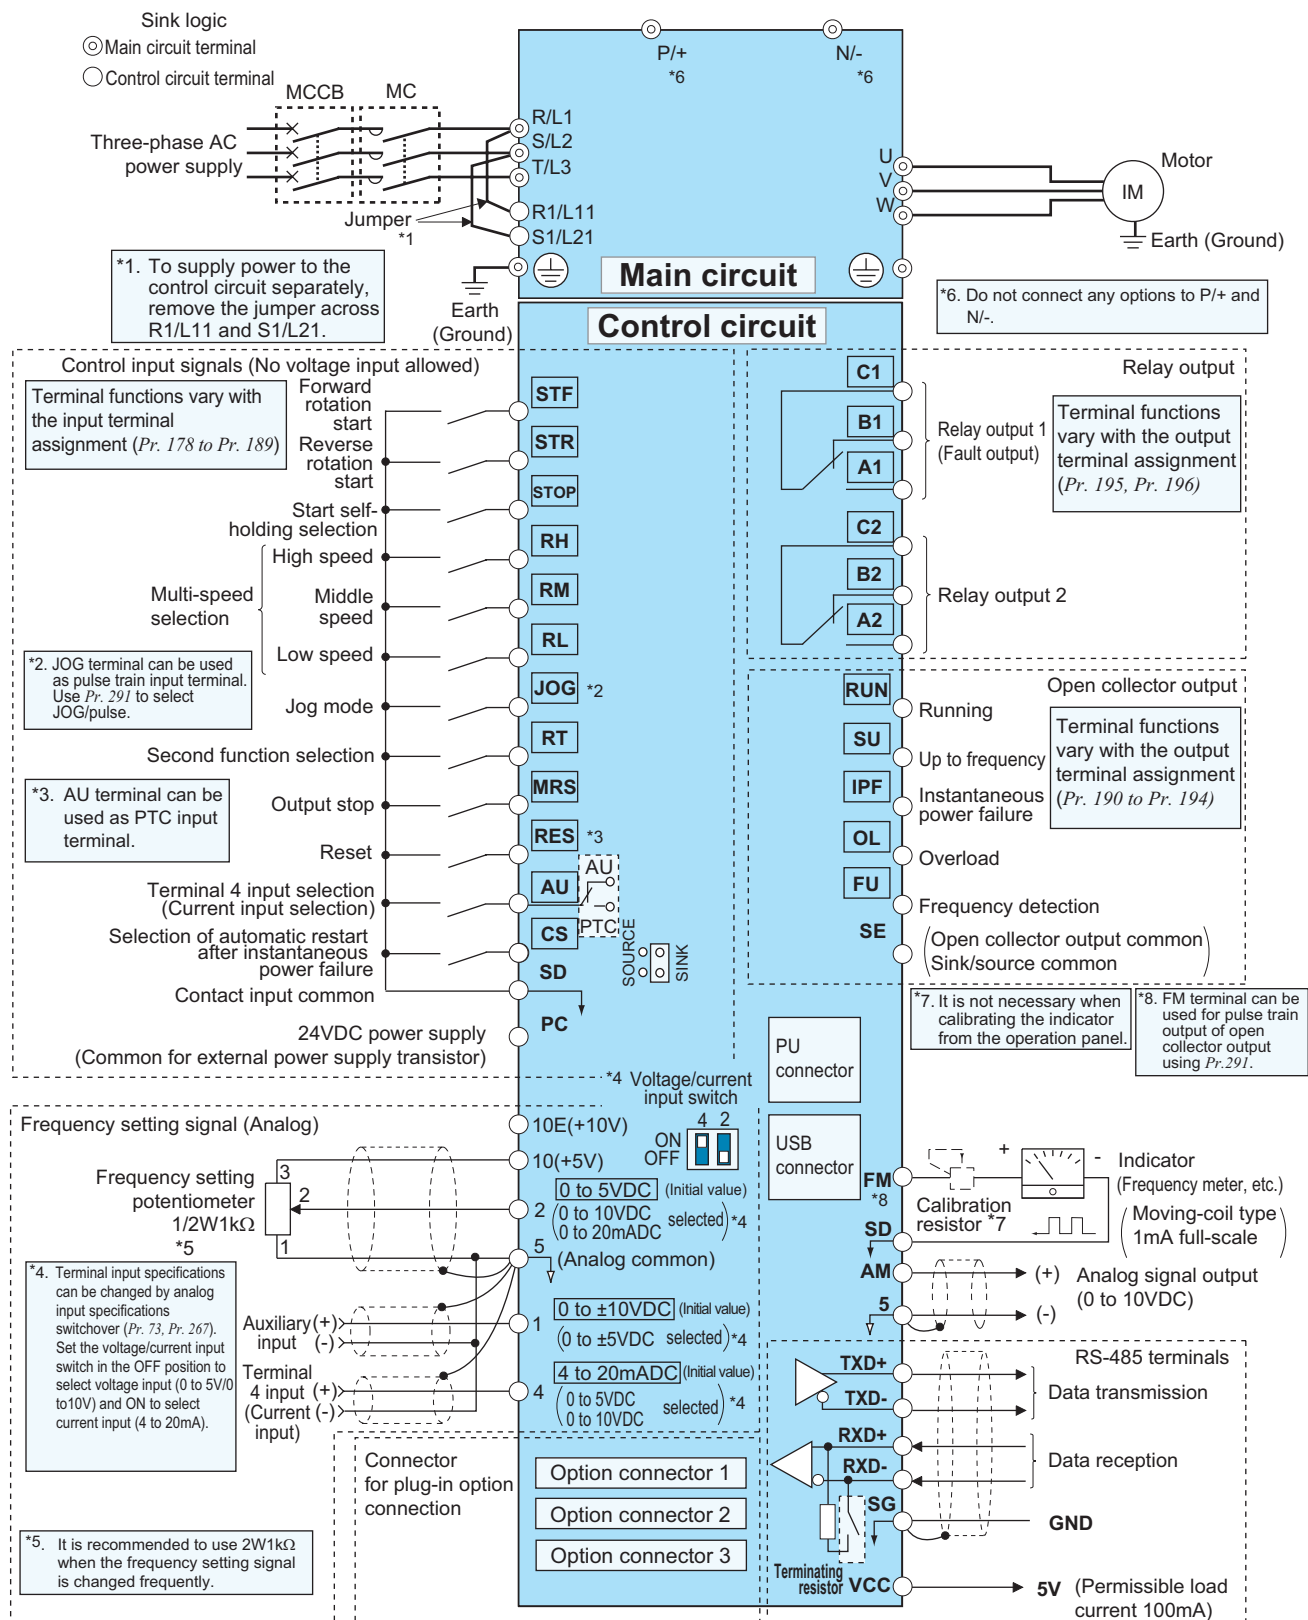 Sink logic
Main circuit terminal
Control circuit terminal
MCCB
MC
Three-phase AC
power supply
Jumper
*1
R/L1
S/L2
T/L3
R1/L11
S1/L21
P/+
*6
N/-
*6
U
V
W
Motor
IM
Earth (Ground)
Earth
(Ground)
Main circuit
Control circuit
*1. To supply power to the
control circuit separately,
remove the jumper across
R1/L11 and S1/L21.
*6. Do not connect any options to P/+ and
N/-.
Control input signals (No voltage input allowed)
Terminal functions vary with
the input terminal
assignment (Pr. 178 to Pr. 189)
Forward
rotation
start
STF
Reverse
rotation
start
STR
Start self-
holding selection
STOP
Multi-speed
selection
High speed
RH
Middle
speed
RM
Low speed
RL
*2. JOG terminal can be used
as pulse train input terminal.
Use Pr. 291 to select
JOG/pulse.
Jog mode
JOG *2
Second function selection
RT
*3. AU terminal can be
used as PTC input
terminal.
Output stop
MRS
Reset
RES *3
Terminal 4 input selection
(Current input selection)
AU
AU
PTC
Selection of automatic restart
after instantaneous
power failure
CS
SOURCE
SINK
Contact input common
SD
24VDC power supply
(Common for external power supply transistor)
PC
Relay output
C1
B1
A1
Relay output 1
(Fault output)
Terminal functions
vary with the output
terminal assignment
(Pr. 195, Pr. 196)
C2
B2
A2
Relay output 2
Open collector output
RUN
Running
SU
Up to frequency
IPF
Instantaneous
power failure
OL
Overload
FU
Frequency detection
SE
(Open collector output common
Sink/source common)
Terminal functions
vary with the output
terminal assignment
(Pr. 190 to Pr. 194)
*7. It is not necessary when
calibrating the indicator
from the operation panel.
*8. FM terminal can be
used for pulse train
output of open
collector output
using Pr.291.
PU
connector
USB
connector
*4 Voltage/current
input switch
4 2
ON
OFF
Frequency setting signal (Analog)
Frequency setting
potentiometer
1/2W1kΩ
*5
3
2
1
10E(+10V)
10(+5V)
2
0 to 5VDC (Initial value)
(0 to 10VDC
0 to 20mADC selected) *4
5
(Analog common)
*4. Terminal input specifications
can be changed by analog
input specifications
switchover (Pr. 73, Pr. 267).
Set the voltage/current input
switch in the OFF position to
select voltage input (0 to 5V/0
to10V) and ON to select
current input (4 to 20mA).
Auxiliary (+)
input (-)
1
0 to ±10VDC (Initial value)
(0 to ±5VDC selected) *4
Terminal
4 input (+)
(Current (-)
input)
4
4 to 20mADC (Initial value)
(0 to 5VDC
0 to 10VDC selected) *4
*5. It is recommended to use 2W1kΩ
when the frequency setting signal
is changed frequently.
Connector
for plug-in option
connection
Option connector 1
Option connector 2
Option connector 3
FM
*8
+
-
Calibration
resistor *7
Indicator
(Frequency meter, etc.)
(Moving-coil type
1mA full-scale)
SD
AM
(+)
5
(-)
Analog signal output
(0 to 10VDC)
RS-485 terminals
TXD+
TXD-
Data transmission
RXD+
RXD-
Data reception
SG
GND
Terminating
resistor
VCC
5V (Permissible load
current 100mA)